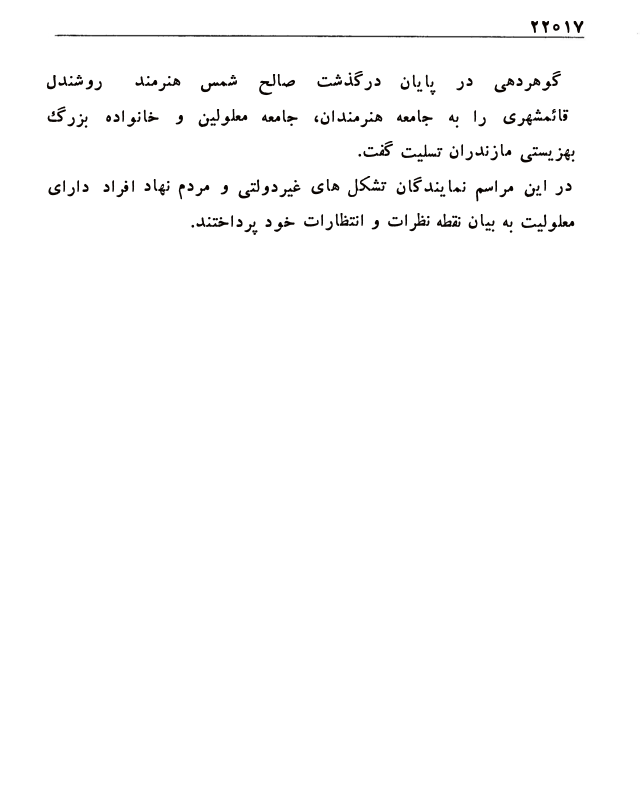 ۲۲۰۱۷
گوهردهی در پایان درگذشت صالح شمس هنرمند روشندل
قائمشهری را به جامعه هنرمندان، جامعه معلولین و خانواده بزرگ
بهزیستی مازندران تسلیت گفت.
در این مراسم نمایندگان تشکل های غیردولتی و مردم نهاد افراد دارای
معلولیت به بیان نقطه نظرات و انتظارات خود پرداختند.